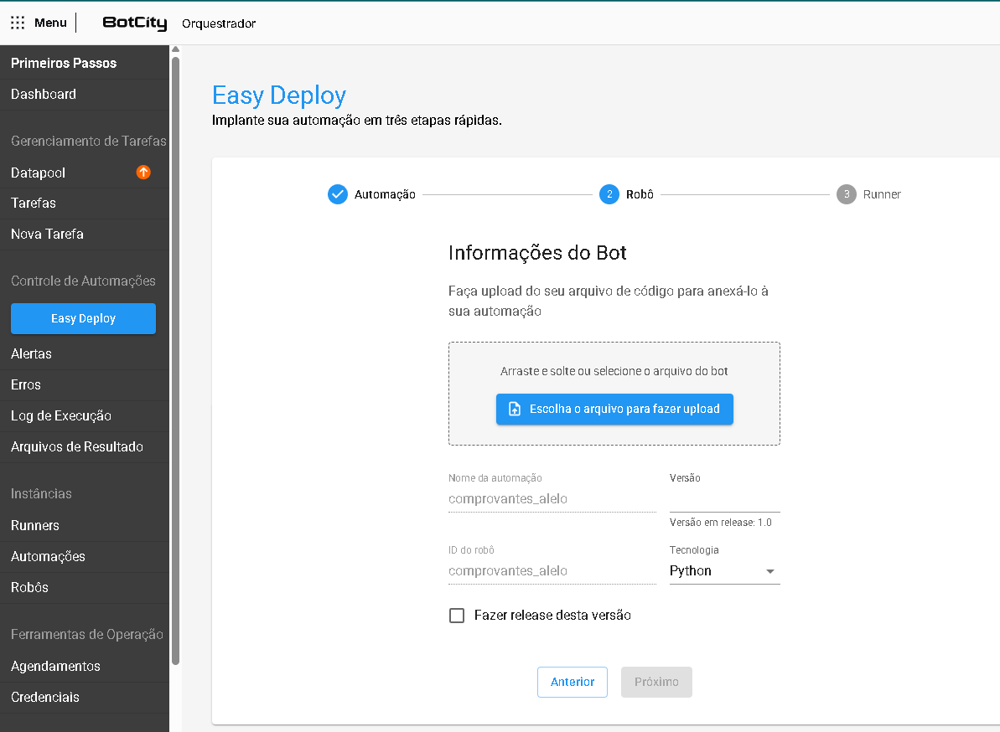 Menu
BotCity
Orquestrador
Primeiros Passos
Dashboard
Gerenciamento de Tarefas
Datapool
Tarefas
Nova Tarefa
Controle de Automações
Easy Deploy
Alertas
Erros
Log de Execução
Arquivos de Resultado
Instâncias
Runners
Automações
Robôs
Ferramentas de Operação
Agendamentos
Credenciais
Easy Deploy
Implante sua automação em três etapas rápidas.
Automação
2 Robô
3 Runner
Informações do Bot
Faça upload do seu arquivo de código para anexá-lo à
sua automação
Arraste e solte ou selecione o arquivo do bot
Escolha o arquivo para fazer upload
Nome da automação
comprovantes_alelo
Versão
Versão em release: 1.0
ID do robô
comprovantes_alelo
Tecnologia
Python
Fazer release desta versão
Anterior
Próximo